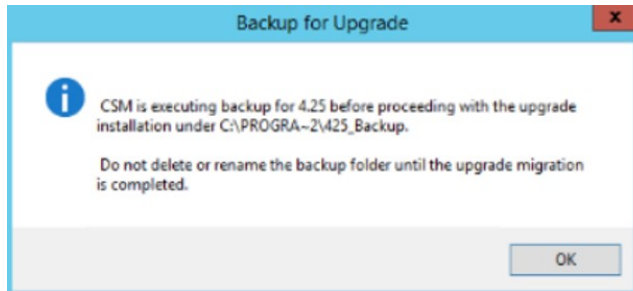 Backup for Upgrade
x
CSM is executing backup for 4.25 before proceeding with the upgrade
installation under C:\PROGRA~2\425_Backup.
Do not delete or rename the backup folder until the upgrade migration
is completed.
OK